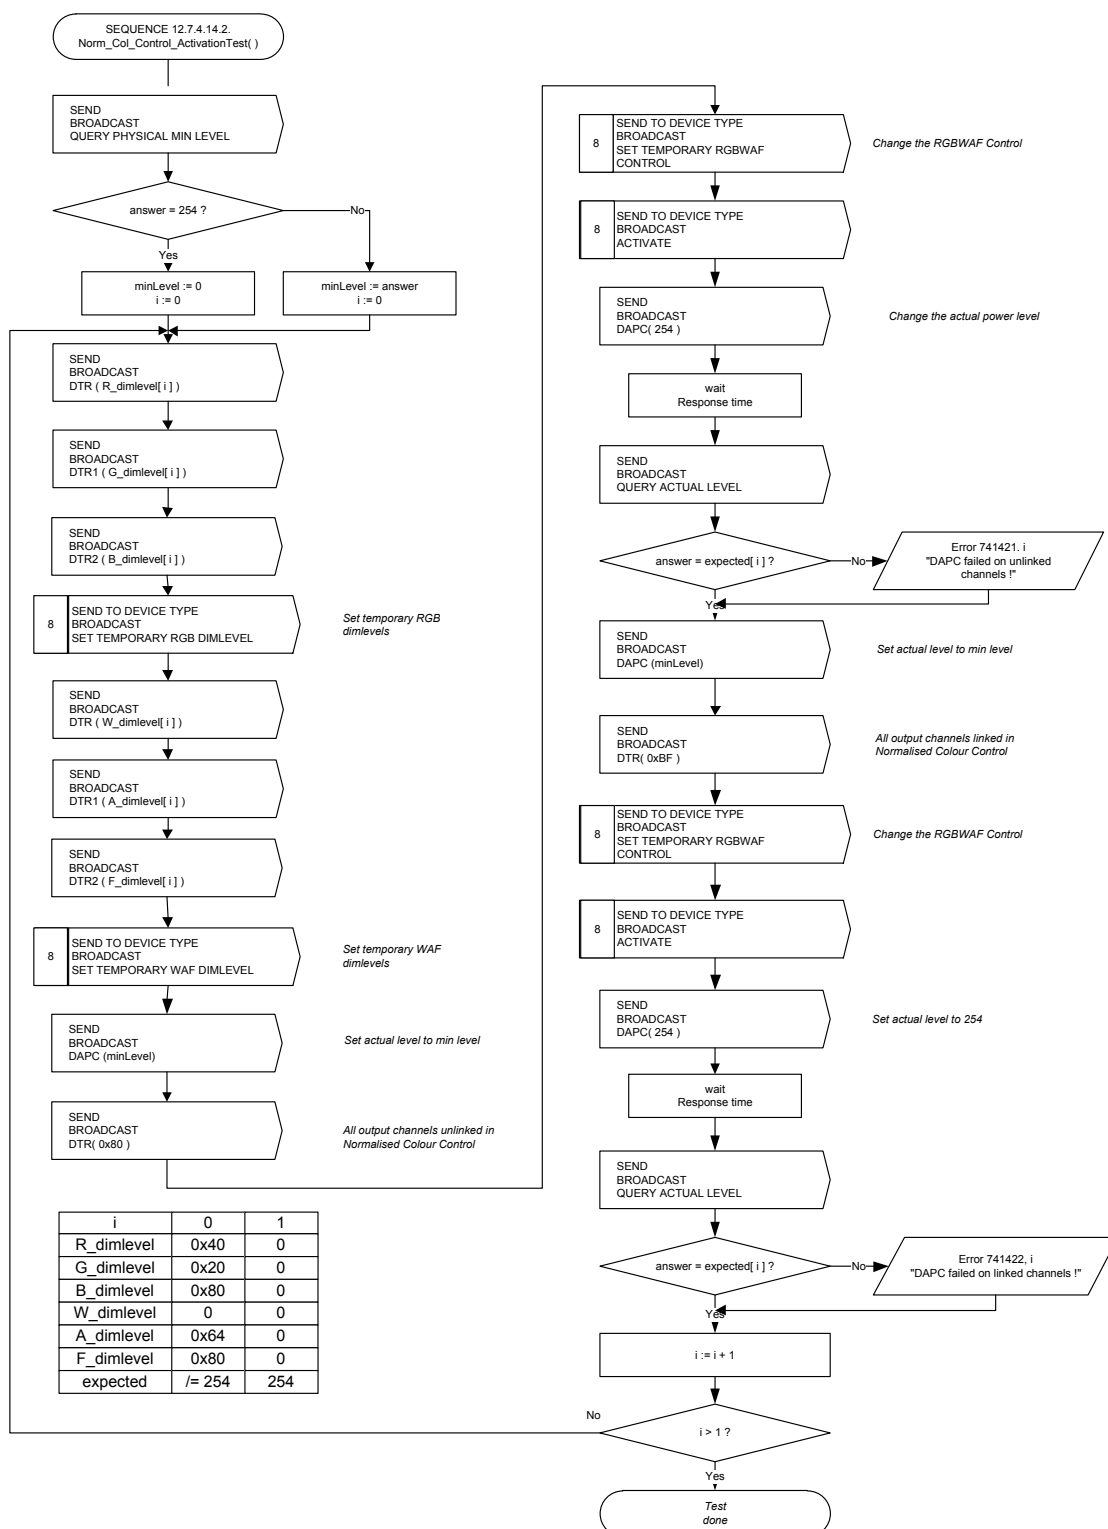 SEQUENCE 12.7.4.14.2.
Norm_Col_Control_ActivationTest( )
SEND
BROADCAST
QUERY PHYSICAL MIN LEVEL
answer = 254 ?
No
Yes
minLevel := 0
i := 0
minLevel := answer
i := 0
SEND
BROADCAST
DTR ( R_dimlevel[ i ] )
SEND
BROADCAST
DTR1 ( G_dimlevel[ i ] )
SEND
BROADCAST
DTR2 ( B_dimlevel[ i ] )
8
SEND TO DEVICE TYPE
BROADCAST
SET TEMPORARY RGB DIMLEVEL
Set temporary RGB
dimlevels
SEND
BROADCAST
DTR ( W_dimlevel[ i ] )
SEND
BROADCAST
DTR1 ( A_dimlevel[ i ] )
SEND
BROADCAST
DTR2 ( F_dimlevel[ i ] )
8
SEND TO DEVICE TYPE
BROADCAST
SET TEMPORARY WAF DIMLEVEL
Set temporary WAF
dimlevels
SEND
BROADCAST
DAPC (minLevel)
Set actual level to min level
SEND
BROADCAST
DTR( 0x80 )
All output channels unlinked in
Normalised Colour Control
8
SEND TO DEVICE TYPE
BROADCAST
SET TEMPORARY RGBWAF
CONTROL
Change the RGBWAF Control
8
SEND TO DEVICE TYPE
BROADCAST
ACTIVATE
SEND
BROADCAST
DAPC( 254 )
Change the actual power level
wait
Response time
SEND
BROADCAST
QUERY ACTUAL LEVEL
answer = expected[ i ] ?
No
Error 741421. i
"DAPC failed on unlinked
channels !"
Yes
SEND
BROADCAST
DAPC (minLevel)
Set actual level to min level
SEND
BROADCAST
DTR( 0xBF )
All output channels linked in
Normalised Colour Control
8
SEND TO DEVICE TYPE
BROADCAST
SET TEMPORARY RGBWAF
CONTROL
Change the RGBWAF Control
8
SEND TO DEVICE TYPE
BROADCAST
ACTIVATE
SEND
BROADCAST
DAPC( 254 )
Set actual level to 254
wait
Response time
SEND
BROADCAST
QUERY ACTUAL LEVEL
answer = expected[ i ] ?
No
Error 741422, i
"DAPC failed on linked channels !"
Yes
i := i + 1
i > 1 ?
No
Yes
Test
done
i 0 1
R_dimlevel 0x40 0
G_dimlevel 0x20 0
B_dimlevel 0x80 0
W_dimlevel 0 0
A_dimlevel 0x64 0
F_dimlevel 0x80 0
expected /= 254 254